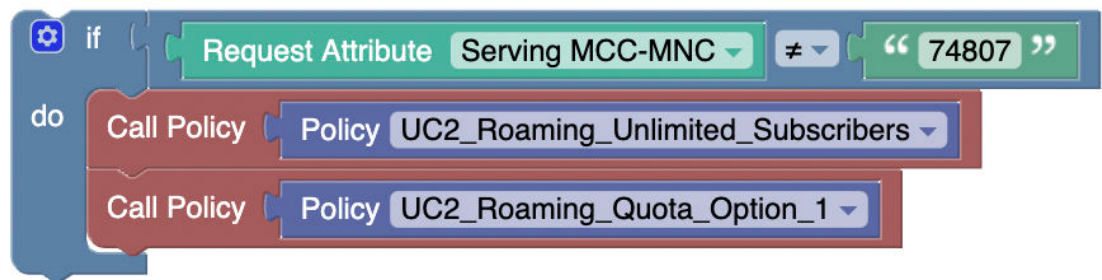 if Request Attribute Serving MCC-MNC ≠ “ 74807 ”
do Call Policy Policy UC2_Roaming_Unlimited_Subscribers
Call Policy Policy UC2_Roaming_Quota_Option_1